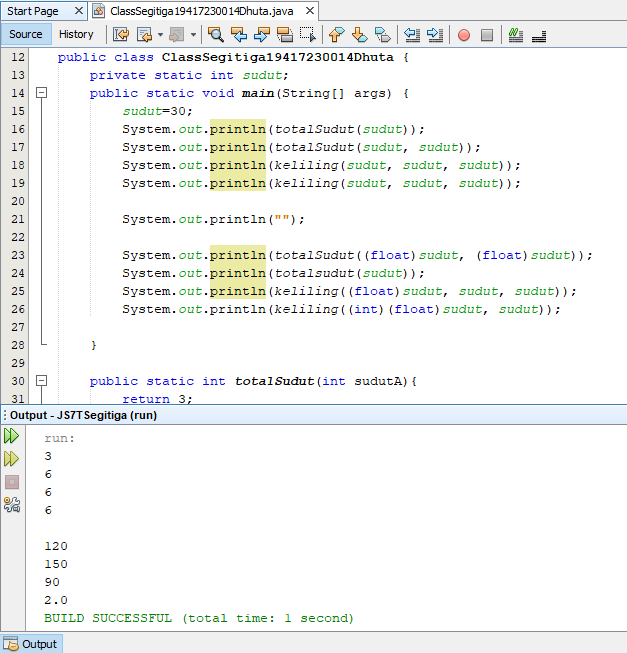 Start Page
ClassSegitiga19417230014Dhuta.java
Source History
12 public class ClassSegitiga19417230014Dhuta {
13 private static int sudut;
14 public static void main(String[] args) {
15 sudut=30;
16 System.out.println(totalSudut(sudut));
17 System.out.println(totalSudut(sudut, sudut));
18 System.out.println(keliling(sudut, sudut, sudut));
19 System.out.println(keliling(sudut, sudut, sudut));
20
21 System.out.println("");
22
23 System.out.println(totalSudut((float)sudut, (float)sudut));
24 System.out.println(totalsudut(sudut));
25 System.out.println(keliling((float)sudut, sudut, sudut));
26 System.out.println(keliling((int)(float)sudut, sudut));
27
28 }
29
30 public static int totalSudut(int sudutA){
31 return 3;
Output - JS7TSegitiga (run)
run:
3
6
6
6
120
150
90
2.0
BUILD SUCCESSFUL (total time: 1 second)
Output